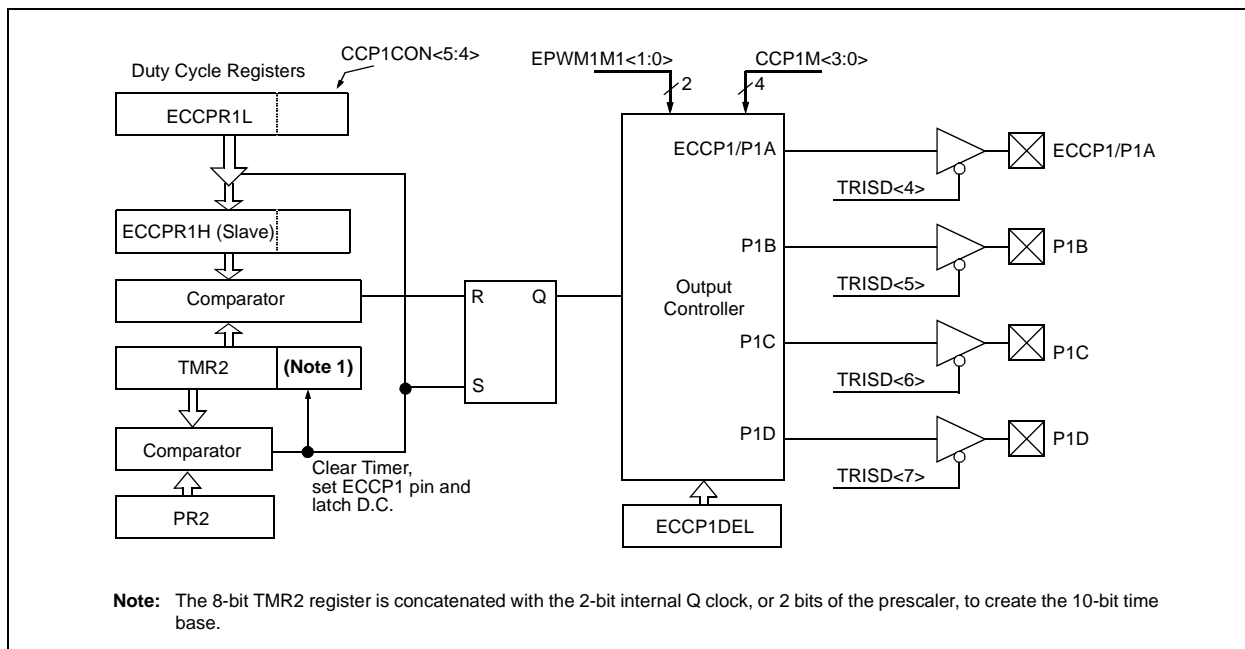 CCP1CON<5:4>
Duty Cycle Registers
ECCPR1L
ECCPR1H (Slave)
Comparator
TMR2
(Note 1)
Comparator
PR2
Clear Timer,
set ECCP1 pin and
latch D.C.
R
Q
S
EPWM1M1<1:0>
2
CCP1M<3:0>
4
Output
Controller
ECCP1/P1A
P1B
P1C
P1D
ECCP1DEL
TRISD<4>
ECCP1/P1A
TRISD<5>
P1B
TRISD<6>
P1C
TRISD<7>
P1D
Note: The 8-bit TMR2 register is concatenated with the 2-bit internal Q clock, or 2 bits of the prescaler, to create the 10-bit time
base.